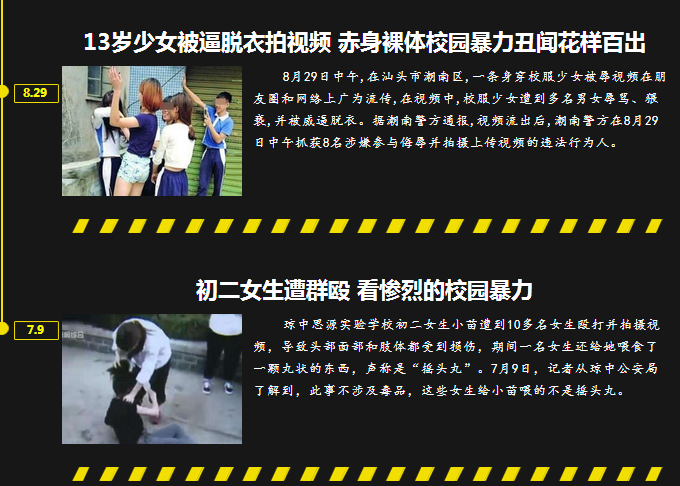 13岁少女被逼脱衣拍视频 赤身裸体校园暴力丑闻花样百出
8.29
8月29日中午,在汕头市潮南区,一条身穿校服少女被辱视频在朋
友圈和网络上广为流传,在视频中,校服少女遭到多名男女辱骂、猥
亵,并被威逼脱衣。据潮南警方通报,视频流出后,潮南警方在8月29
日中午抓获8名涉嫌参与侮辱并拍摄上传视频的违法行为人。
初二女生遭群殴 看惨烈的校园暴力
7.9
琼中思源实验学校初二女生小苗遭到10多名女生殴打并拍摄视
频，导致头部面部和肢体都受到损伤，期间一名女生还给她喂食了
一颗丸状的东西，声称是“摇头丸”。7月9日，记者从琼中公安局
了解到，此事不涉及毒品，这些女生给小苗喂的不是摇头丸。